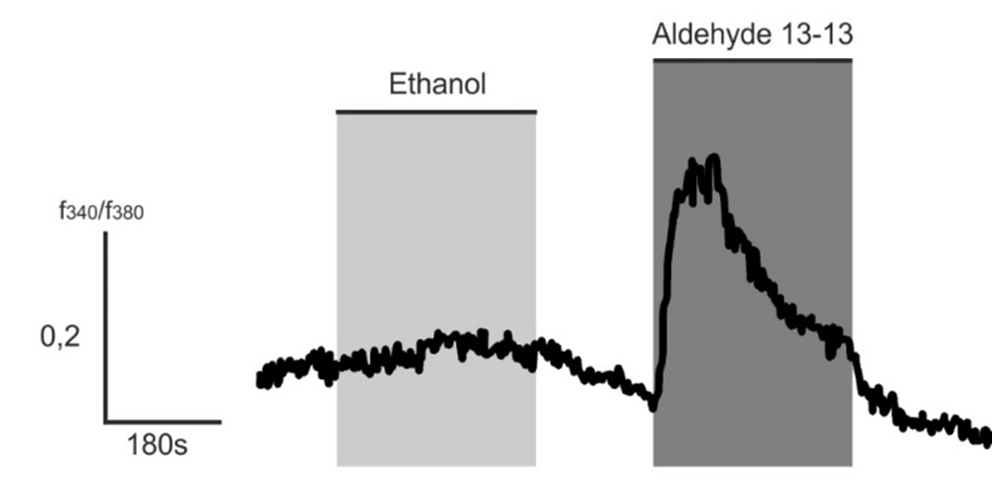 Aldehyde 13-13
Ethanol
f340/f380
0,2
180s